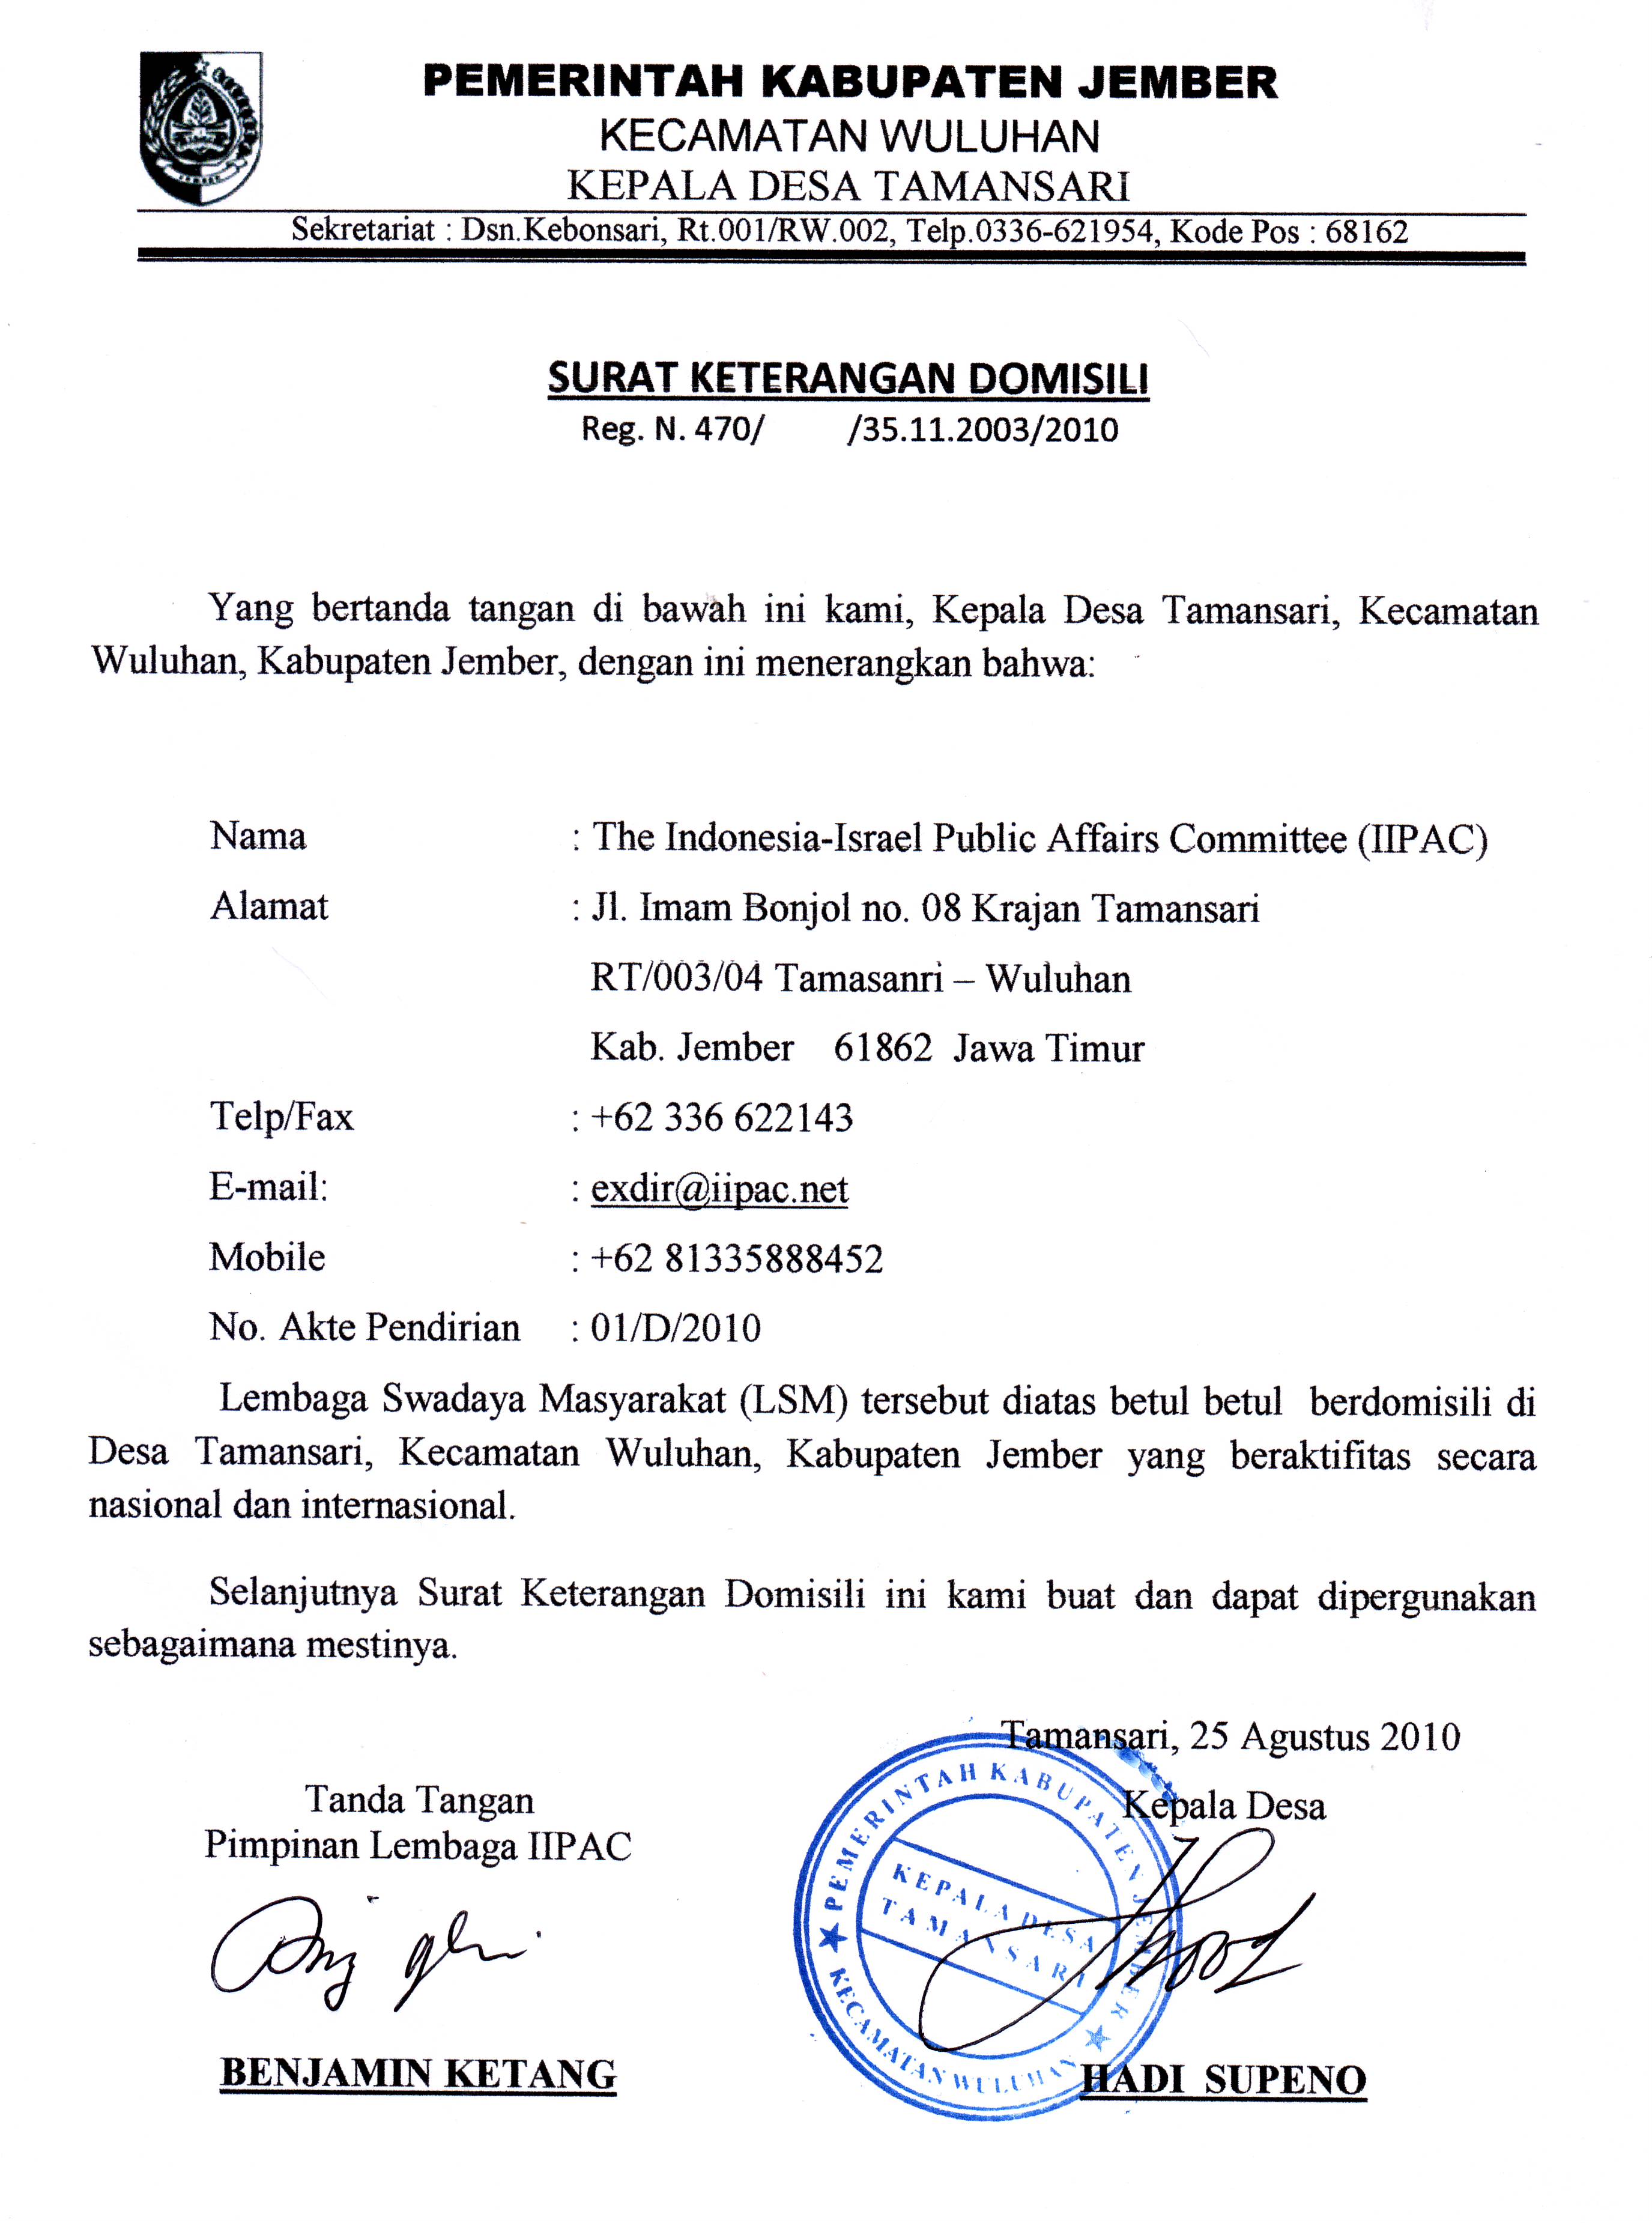 PEMERINTAH KABUPATEN JEMBER
KECAMATAN WULUHAN
KEPALA DESA TAMANSARI
Sekretariat : Dsn.Kebonsari, Rt.001/RW.002, Telp.0336-621954, Kode Pos : 68162
SURAT KETERANGAN DOMISILI
Reg. N. 470/ /35.11.2003/2010
Yang bertanda tangan di bawah ini kami, Kepala Desa Tamansari, Kecamatan
Wuluhan, Kabupaten Jember, dengan ini menerangkan bahwa:
Nama : The Indonesia-Israel Public Affairs Committee (IIPAC)
Alamat : Jl. Imam Bonjol no. 08 Krajan Tamansari
RT/003/04 Tamasanri – Wuluhan
Kab. Jember 61862 Jawa Timur
Telp/Fax : +62 336 622143
E-mail: : exdir@iipac.net
Mobile : +62 81335888452
No. Akte Pendirian : 01/D/2010
Lembaga Swadaya Masyarakat (LSM) tersebut diatas betul betul berdomisili di
Desa Tamansari, Kecamatan Wuluhan, Kabupaten Jember yang beraktifitas secara
nasional dan internasional.
Selanjutnya Surat Keterangan Domisili ini kami buat dan dapat dipergunakan
sebagaimana mestinya.
Tamansari, 25 Agustus 2010
Tanda Tangan
Pimpinan Lembaga IIPAC
Kepala Desa
PEMERINTAH KABUPATEN JEMBER
KEPALA DESA
TAMANSARI
KECAMATAN WULUHAN
BENJAMIN KETANG
HADI SUPENO